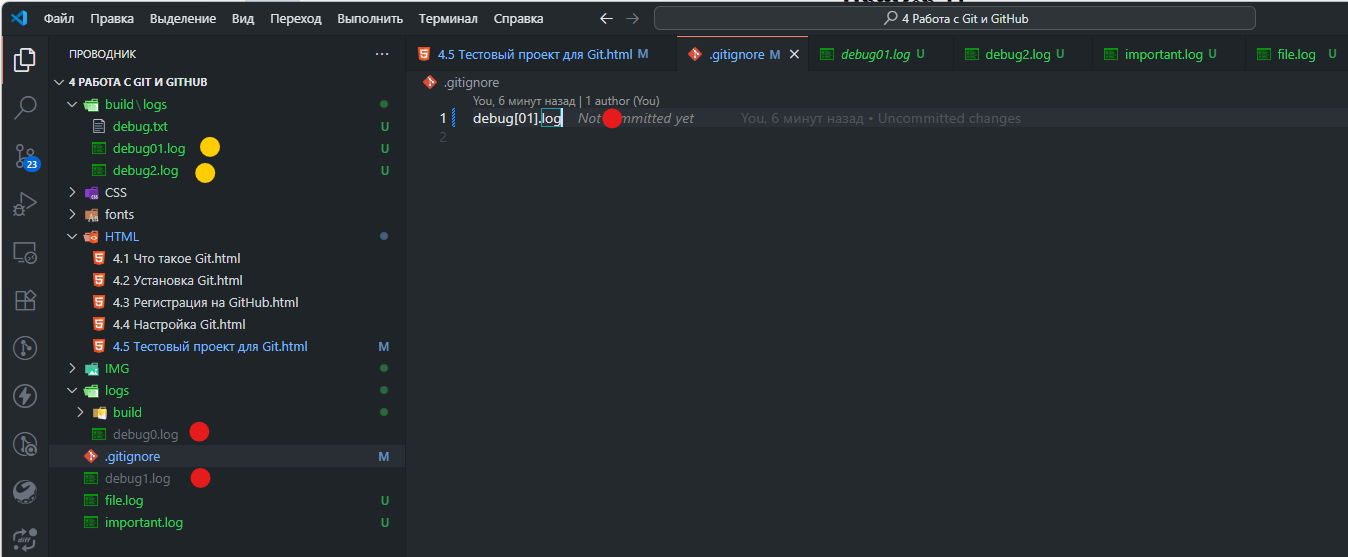 Файл Правка Выделение Вид Переход Выполнить Терминал Справка
4 Работа с Git и GitHub
ПРОВОДНИК
4 РАБОТА С GIT И GITHUB
build \ logs
debug.txt U
debug01.log U
debug2.log U
CSS
fonts
HTML
4.1 Что такое Git.html
4.2 Установка Git.html
4.3 Регистрация на GitHub.html
4.4 Настройка Git.html
4.5 Тестовый проект для Git.html M
IMG
logs
build
debug0.log
.gitignore M
debug1.log
file.log U
important.log U
23
4.5 Тестовый проект для Git.html M
.gitignore M
debug01.log U
debug2.log U
important.log U
file.log U
.gitignore
You, 6 минут назад | 1 author (You)
1 debug[01].log Not mmitted yet You, 6 минут назад • Uncommitted changes
2